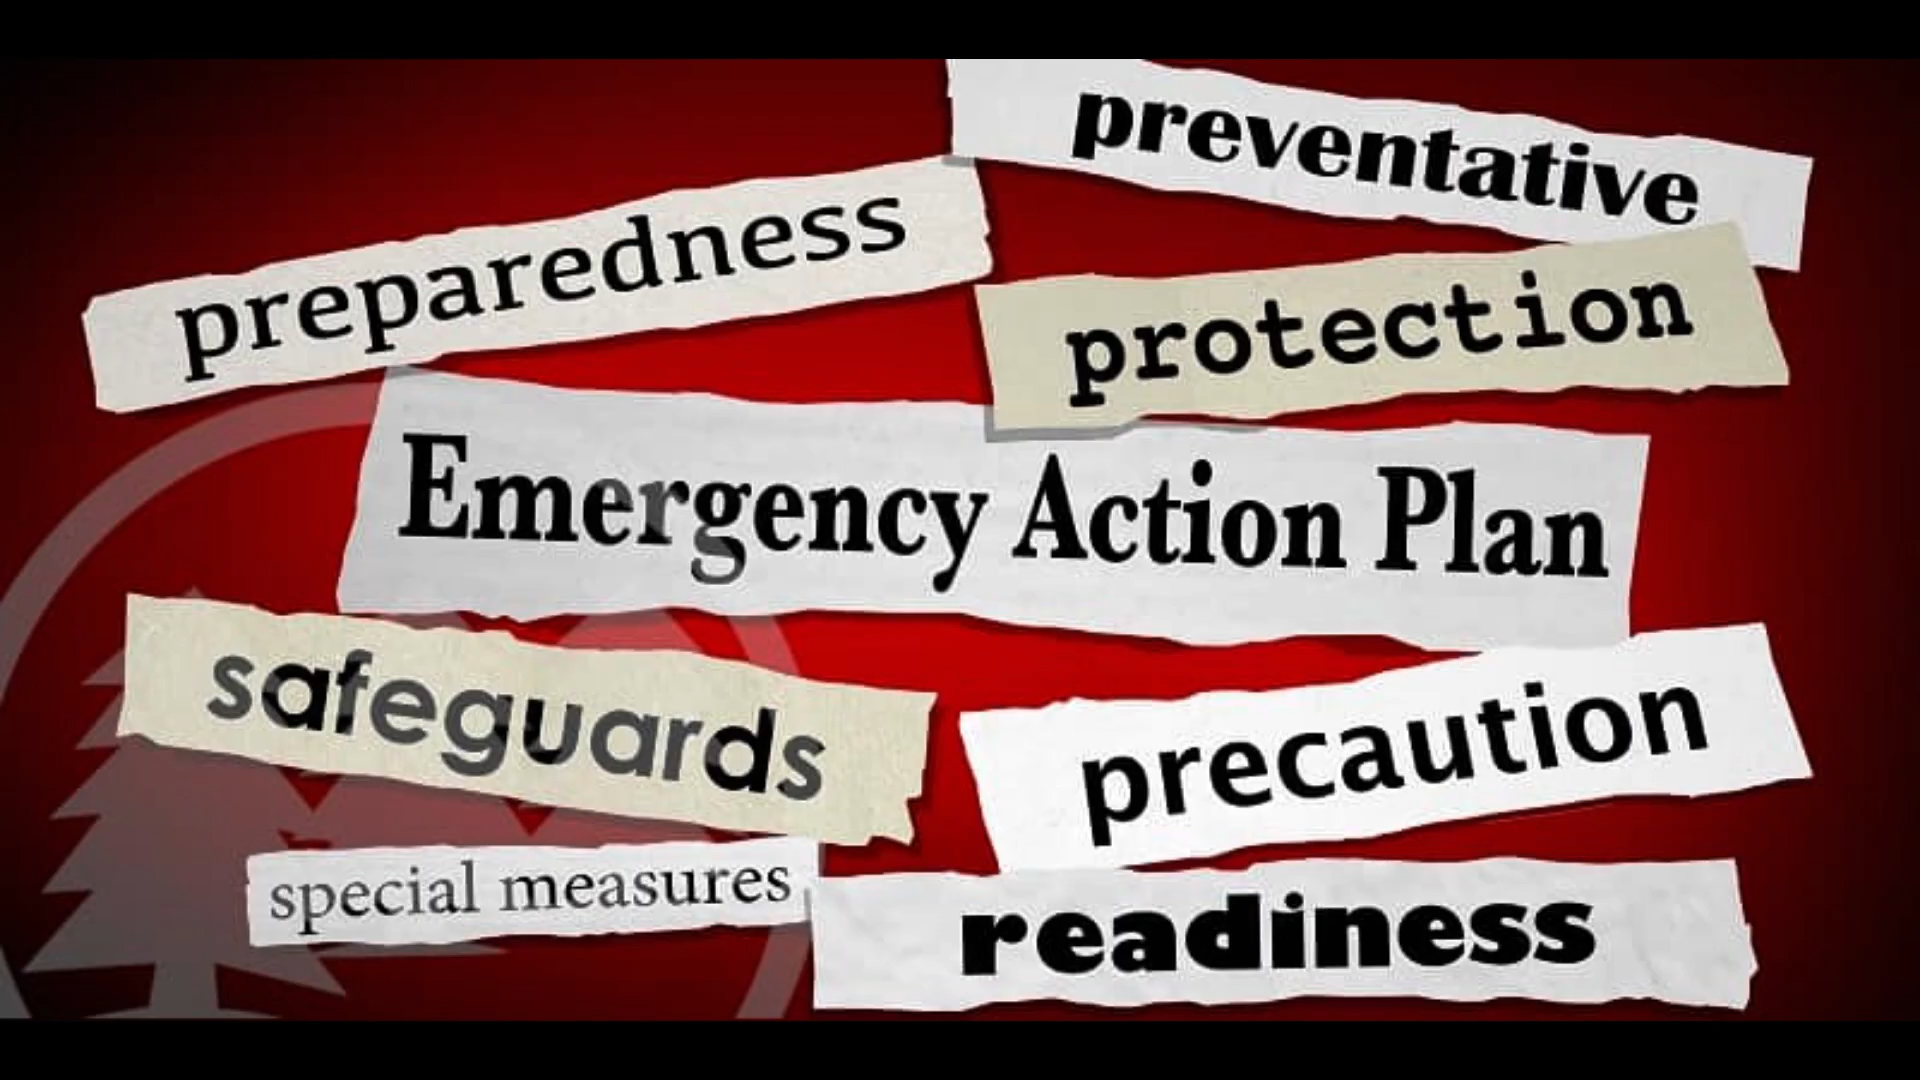 preventative
preparedness
protection
Emergency Action Plan
safeguards
precaution
special measures
readiness